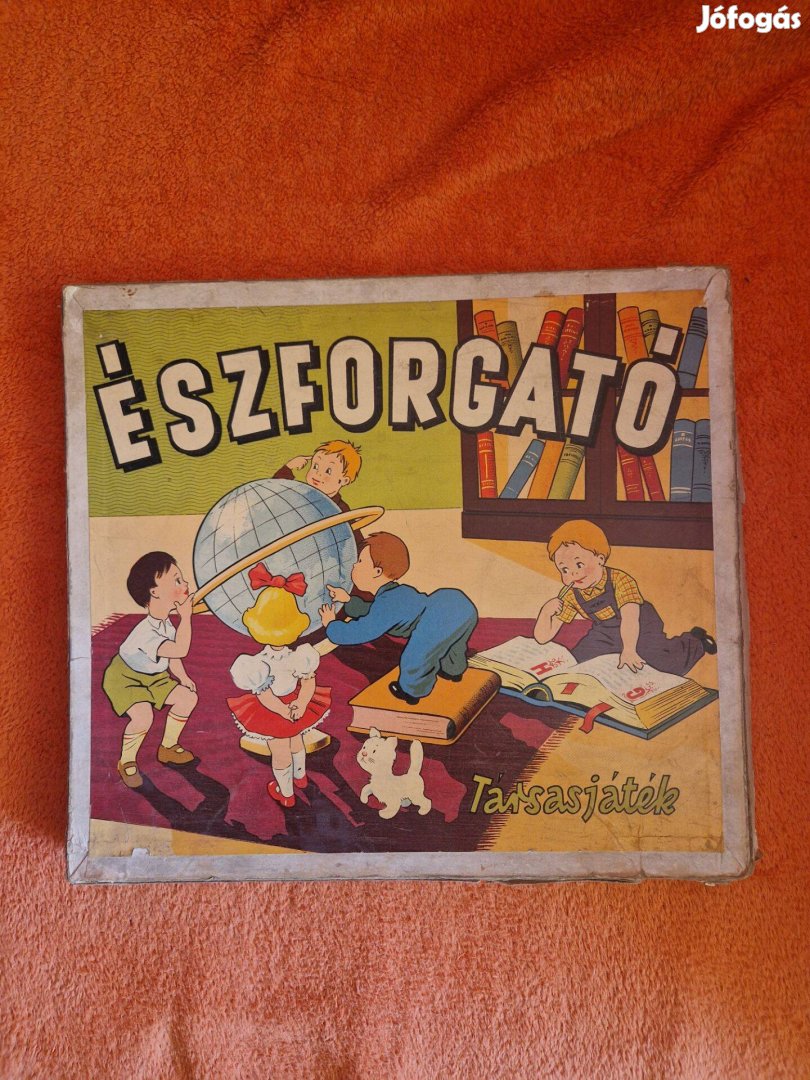 Jófogás
ÉSZFORGATÓ
H
G
Társasjáték